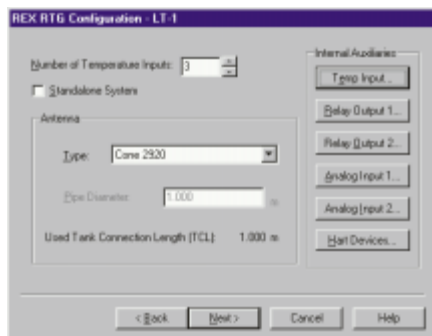 REX RTG Configuration - LT-1
Number of Temperature Inputs: 3
Standalone System
Antenna
Type: Cone 2920
Pipe Diameter: 1.000 m
Used Tank Connection Length (TCL): 1.000 m
Internal Auxiliaries
Temp Input...
Relay Output 1...
Relay Output 2...
Analog Input 1...
Analog Input 2...
Hart Devices...
< Back
Next >
Cancel
Help